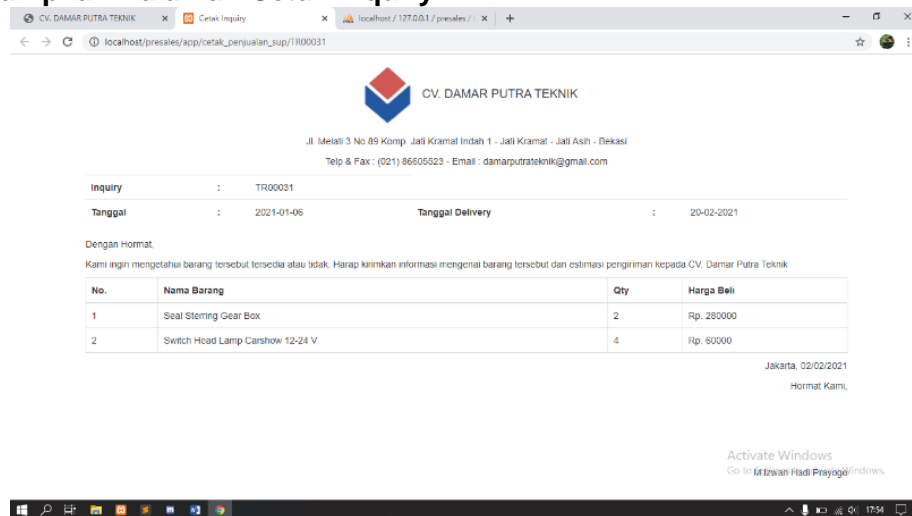 CV. DAMAR PUTRA TEKNIK
Cetak Inquiry
localhost / 127.0.0.1 / presales /
localhost/presales/app/cetak_penjualan_sup/TR00031
CV. DAMAR PUTRA TEKNIK
Jl. Melati 3 No 89 Komp. Jati Kramat Indah 1 - Jati Kramat - Jati Asih - Bekasi
Telp & Fax : (021) 86605523 - Email : damarputrateknik@gmail.com
Inquiry : TR00031
Tanggal : 2021-01-06 Tanggal Delivery : 20-02-2021
Dengan Hormat,
Kami ingin mengetahui barang tersebut tersedia atau tidak. Harap kirimkan informasi mengenai barang tersebut dan estimasi pengiriman kepada CV. Damar Putra Teknik
No. Nama Barang Qty Harga Beli
1 Seal Sterring Gear Box 2 Rp. 280000
2 Switch Head Lamp Carshow 12-24 V 4 Rp. 60000
Jakarta, 02/02/2021
Hormat Kami,
Activate Windows
Go to Windows.
Hadi Prayogo
17:54